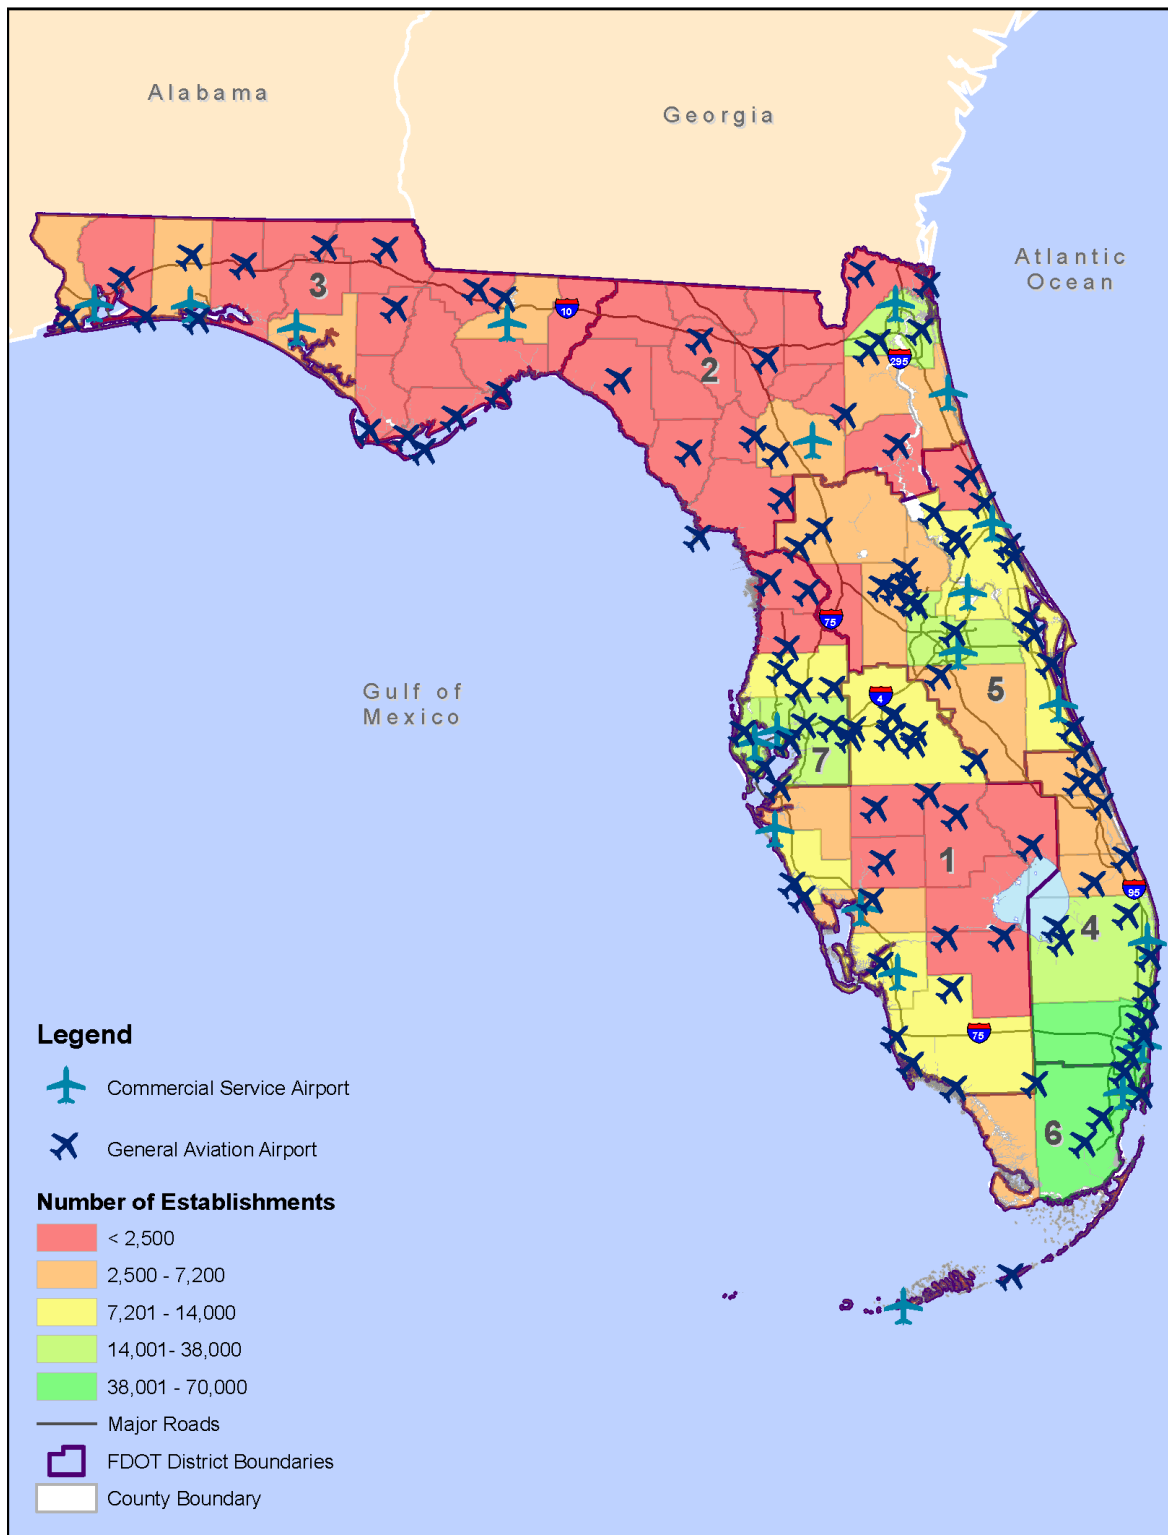 Alabama
Georgia
Atlantic
Ocean
3
10
2
295
75
Gulf of
Mexico
4
5
7
1
95
4
75
6
Legend
Commercial Service Airport
General Aviation Airport
Number of Establishments
< 2,500
2,500 - 7,200
7,201 - 14,000
14,001- 38,000
38,001 - 70,000
Major Roads
FDOT District Boundaries
County Boundary